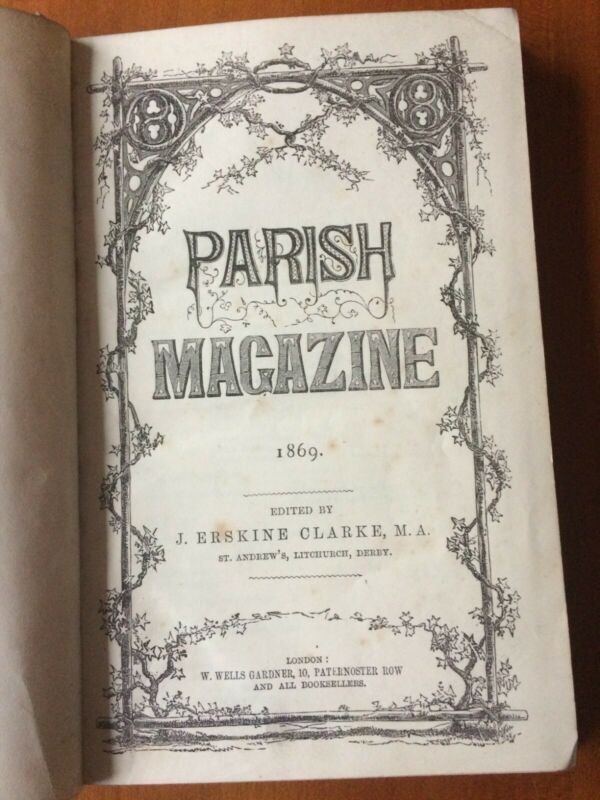 PARISH
MAGAZINE
1869.
EDITED BY
J. ERSKINE CLARKE, M.A.
ST. ANDREW'S, LITCHURCH, DERBY.
LONDON:
W. WELLS GARDNER, 10, PATERNOSTER ROW
AND ALL BOOKSELLERS.